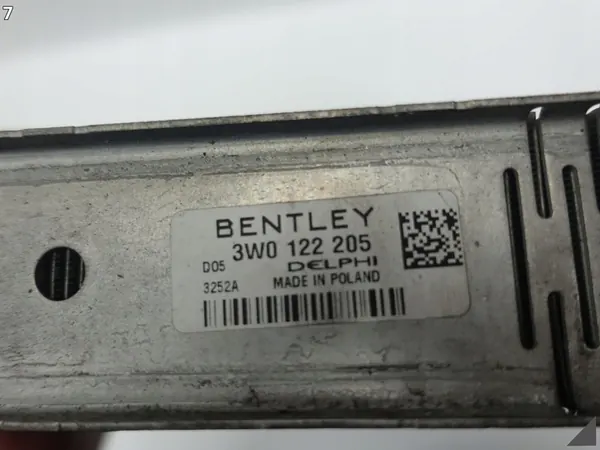 7
BENTLEY
3W0 122 205
D05 DELPHI
3252A MADE IN POLAND